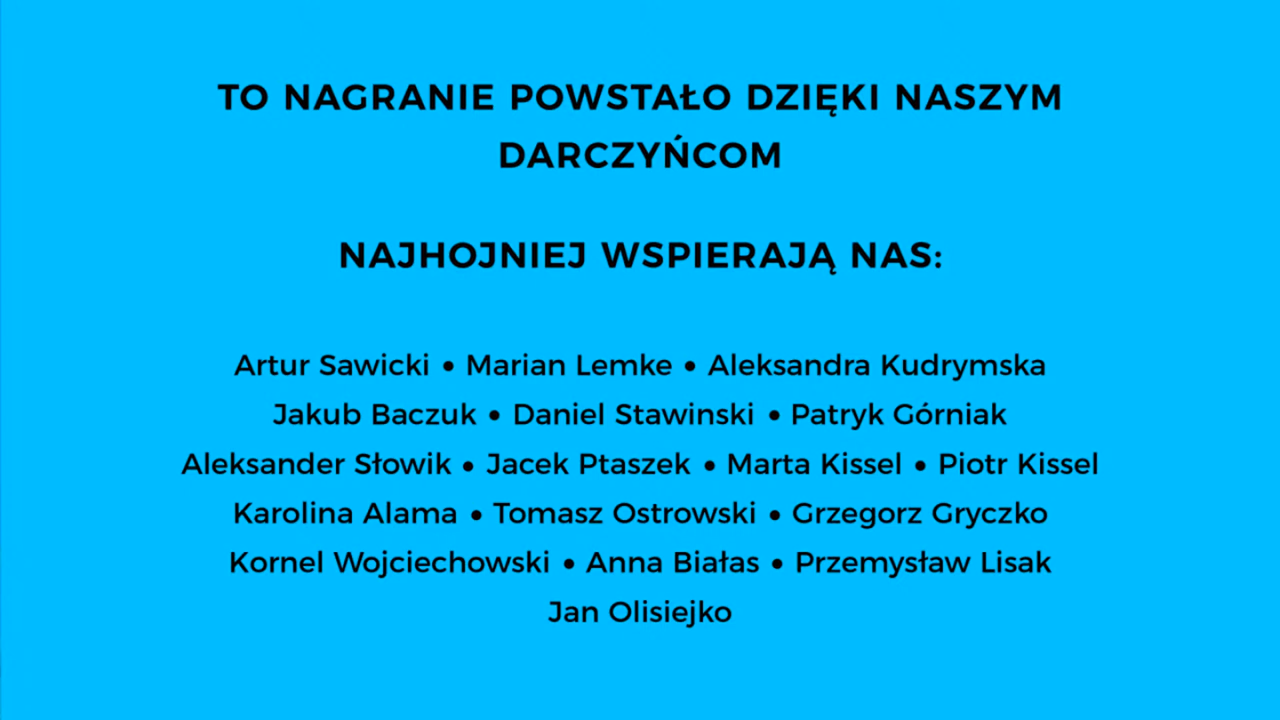 TO NAGRANIE POWSTAŁO DZIĘKI NASZYM
DARCZYŃCOM
NAJHOJNIEJ WSPIERAJĄ NAS:
Artur Sawicki • Marian Lemke • Aleksandra Kudrymska
Jakub Baczuk • Daniel Stawinski • Patryk Górniak
Aleksander Słowik • Jacek Ptaszek • Marta Kissel • Piotr Kissel
Karolina Alama • Tomasz Ostrowski • Grzegorz Gryczko
Kornel Wojciechowski • Anna Białas • Przemysław Lisak
Jan Olisiejko